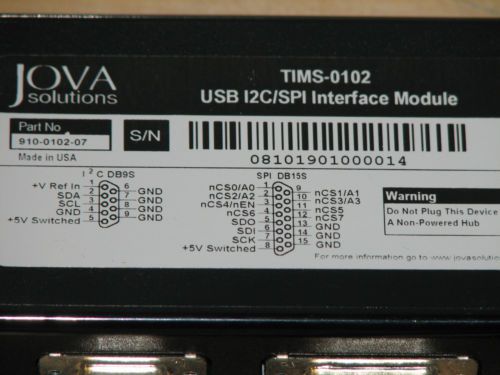 JOVA
solutions
TIMS-0102
USB I2C/SPI Interface Module
Part No
910-0102-07
Made in USA
S/N
08101901000014
I2C DB9S
+V Ref In 1 6 GND
SDA 2 7 GND
SCL 3 8 GND
GND 4 9 GND
+5V Switched 5
SPI DB15S
nCS0/A0 1 9 nCS1/A1
nCS2/A2 2 10 nCS3/A3
nCS4/nEN 3 11 nCS5
nCS6 4 12 nCS7
SDO 5 13 GND
SDI 6 14 GND
SCK 7 15 GND
+5V Switched 8
Warning
Do Not Plug This Device
A Non-Powered Hub
For more information go to www.jovasolution